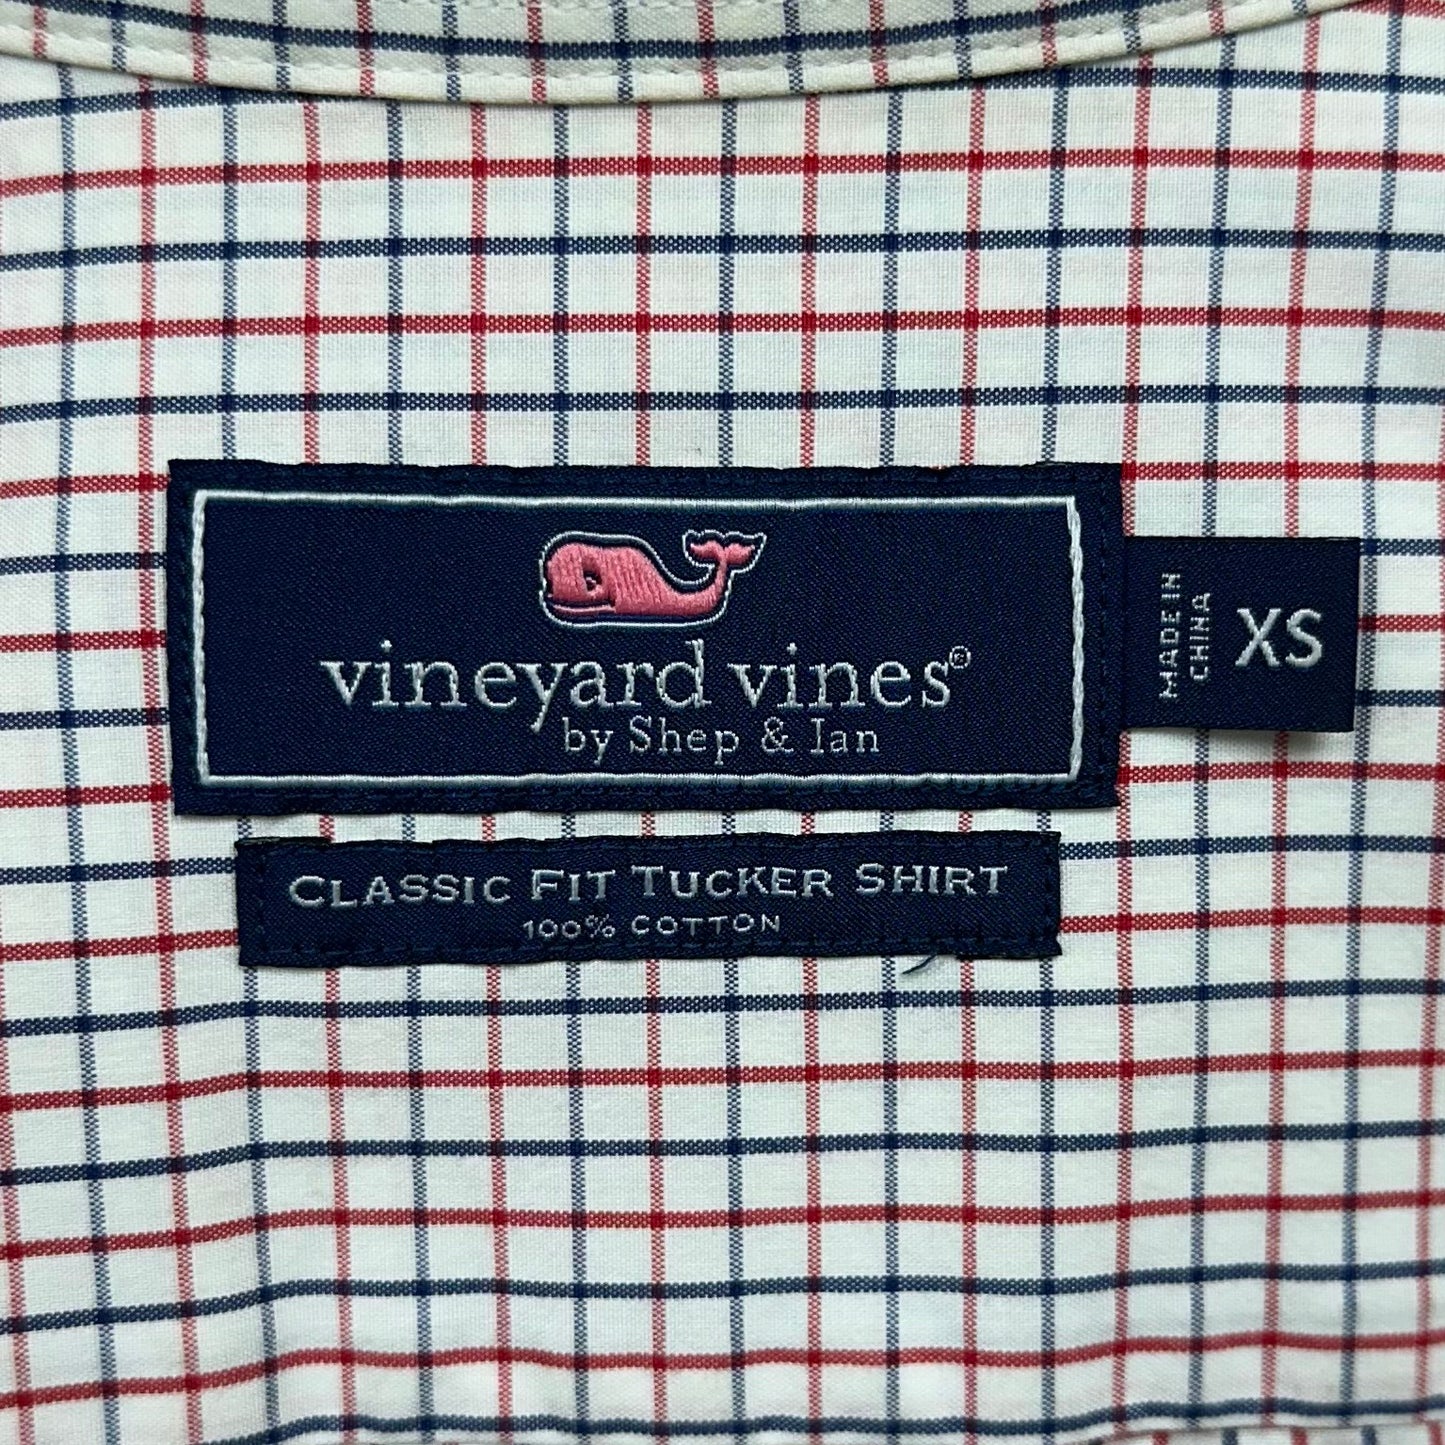 vineyard vines®
by Shep & Ian
MADE IN
CHINA
XS
CLASSIC FIT TUCKER SHIRT
100% COTTON